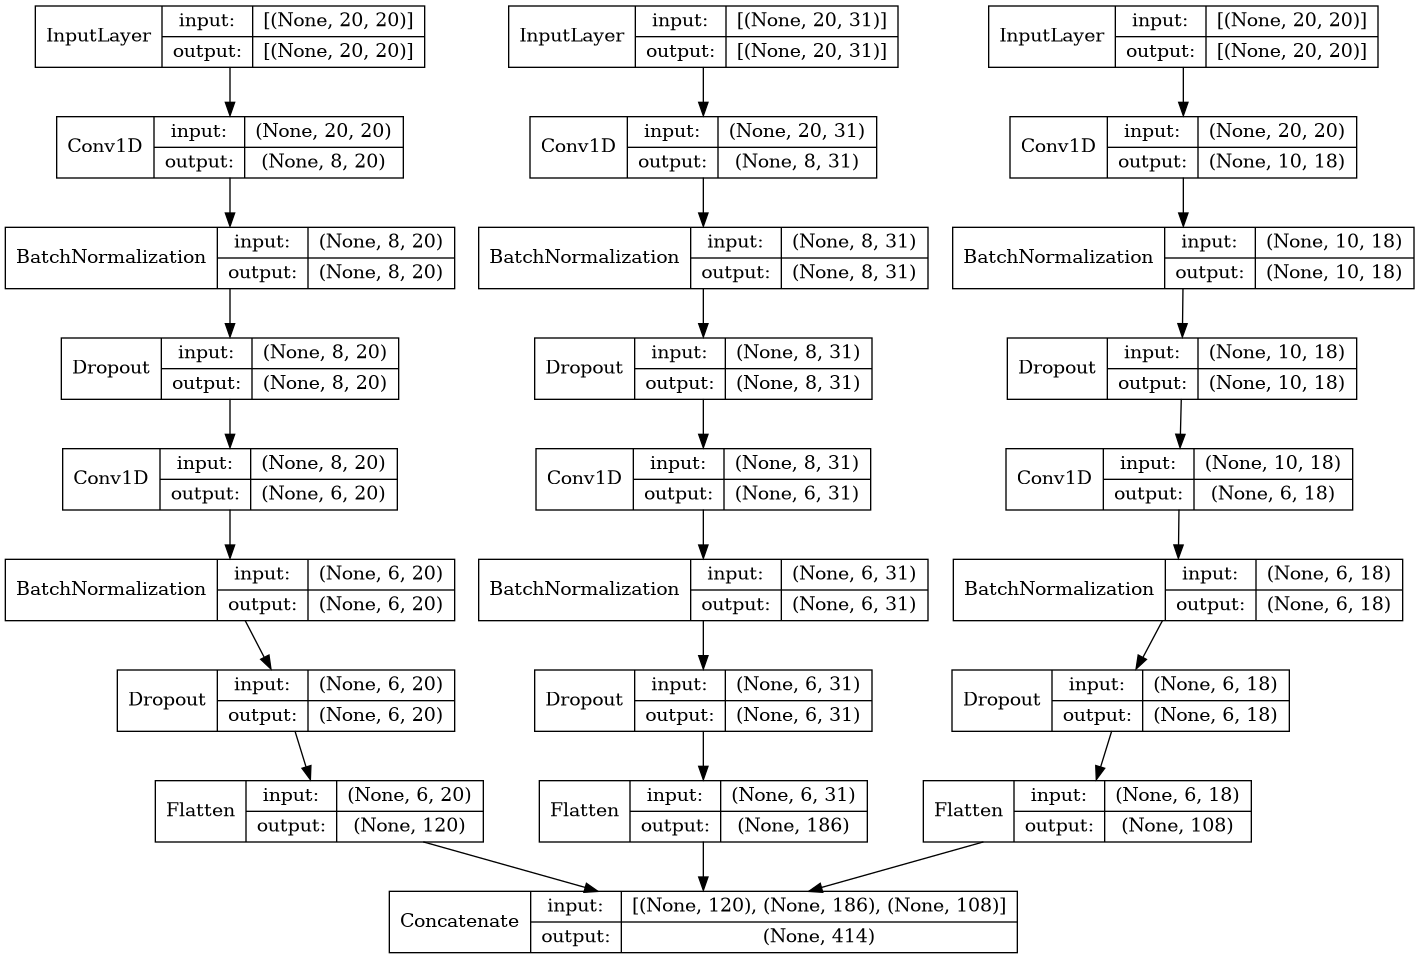 InputLayer input: [(None, 20, 20)]
output: [(None, 20, 20)]
InputLayer input: [(None, 20, 31)]
output: [(None, 20, 31)]
InputLayer input: [(None, 20, 20)]
output: [(None, 20, 20)]
Conv1D input: (None, 20, 20)
output: (None, 8, 20)
Conv1D input: (None, 20, 31)
output: (None, 8, 31)
Conv1D input: (None, 20, 20)
output: (None, 10, 18)
BatchNormalization input: (None, 8, 20)
output: (None, 8, 20)
BatchNormalization input: (None, 8, 31)
output: (None, 8, 31)
BatchNormalization input: (None, 10, 18)
output: (None, 10, 18)
Dropout input: (None, 8, 20)
output: (None, 8, 20)
Dropout input: (None, 8, 31)
output: (None, 8, 31)
Dropout input: (None, 10, 18)
output: (None, 10, 18)
Conv1D input: (None, 8, 20)
output: (None, 6, 20)
Conv1D input: (None, 8, 31)
output: (None, 6, 31)
Conv1D input: (None, 10, 18)
output: (None, 6, 18)
BatchNormalization input: (None, 6, 20)
output: (None, 6, 20)
BatchNormalization input: (None, 6, 31)
output: (None, 6, 31)
BatchNormalization input: (None, 6, 18)
output: (None, 6, 18)
Dropout input: (None, 6, 20)
output: (None, 6, 20)
Dropout input: (None, 6, 31)
output: (None, 6, 31)
Dropout input: (None, 6, 18)
output: (None, 6, 18)
Flatten input: (None, 6, 20)
output: (None, 120)
Flatten input: (None, 6, 31)
output: (None, 186)
Flatten input: (None, 6, 18)
output: (None, 108)
Concatenate input: [(None, 120), (None, 186), (None, 108)]
output: (None, 414)